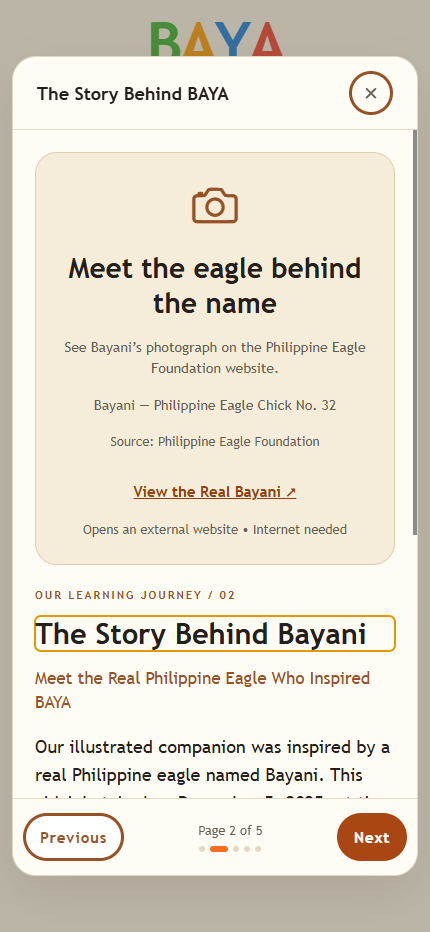 BAYA
The Story Behind BAYA
Meet the eagle behind
the name
See Bayani’s photograph on the Philippine Eagle
Foundation website.
Bayani — Philippine Eagle Chick No. 32
Source: Philippine Eagle Foundation
View the Real Bayani ↗
Opens an external website • Internet needed
OUR LEARNING JOURNEY / 02
The Story Behind Bayani
Meet the Real Philippine Eagle Who Inspired
BAYA
Our illustrated companion was inspired by a
real Philippine eagle named Bayani. This
Previous
Page 2 of 5
Next